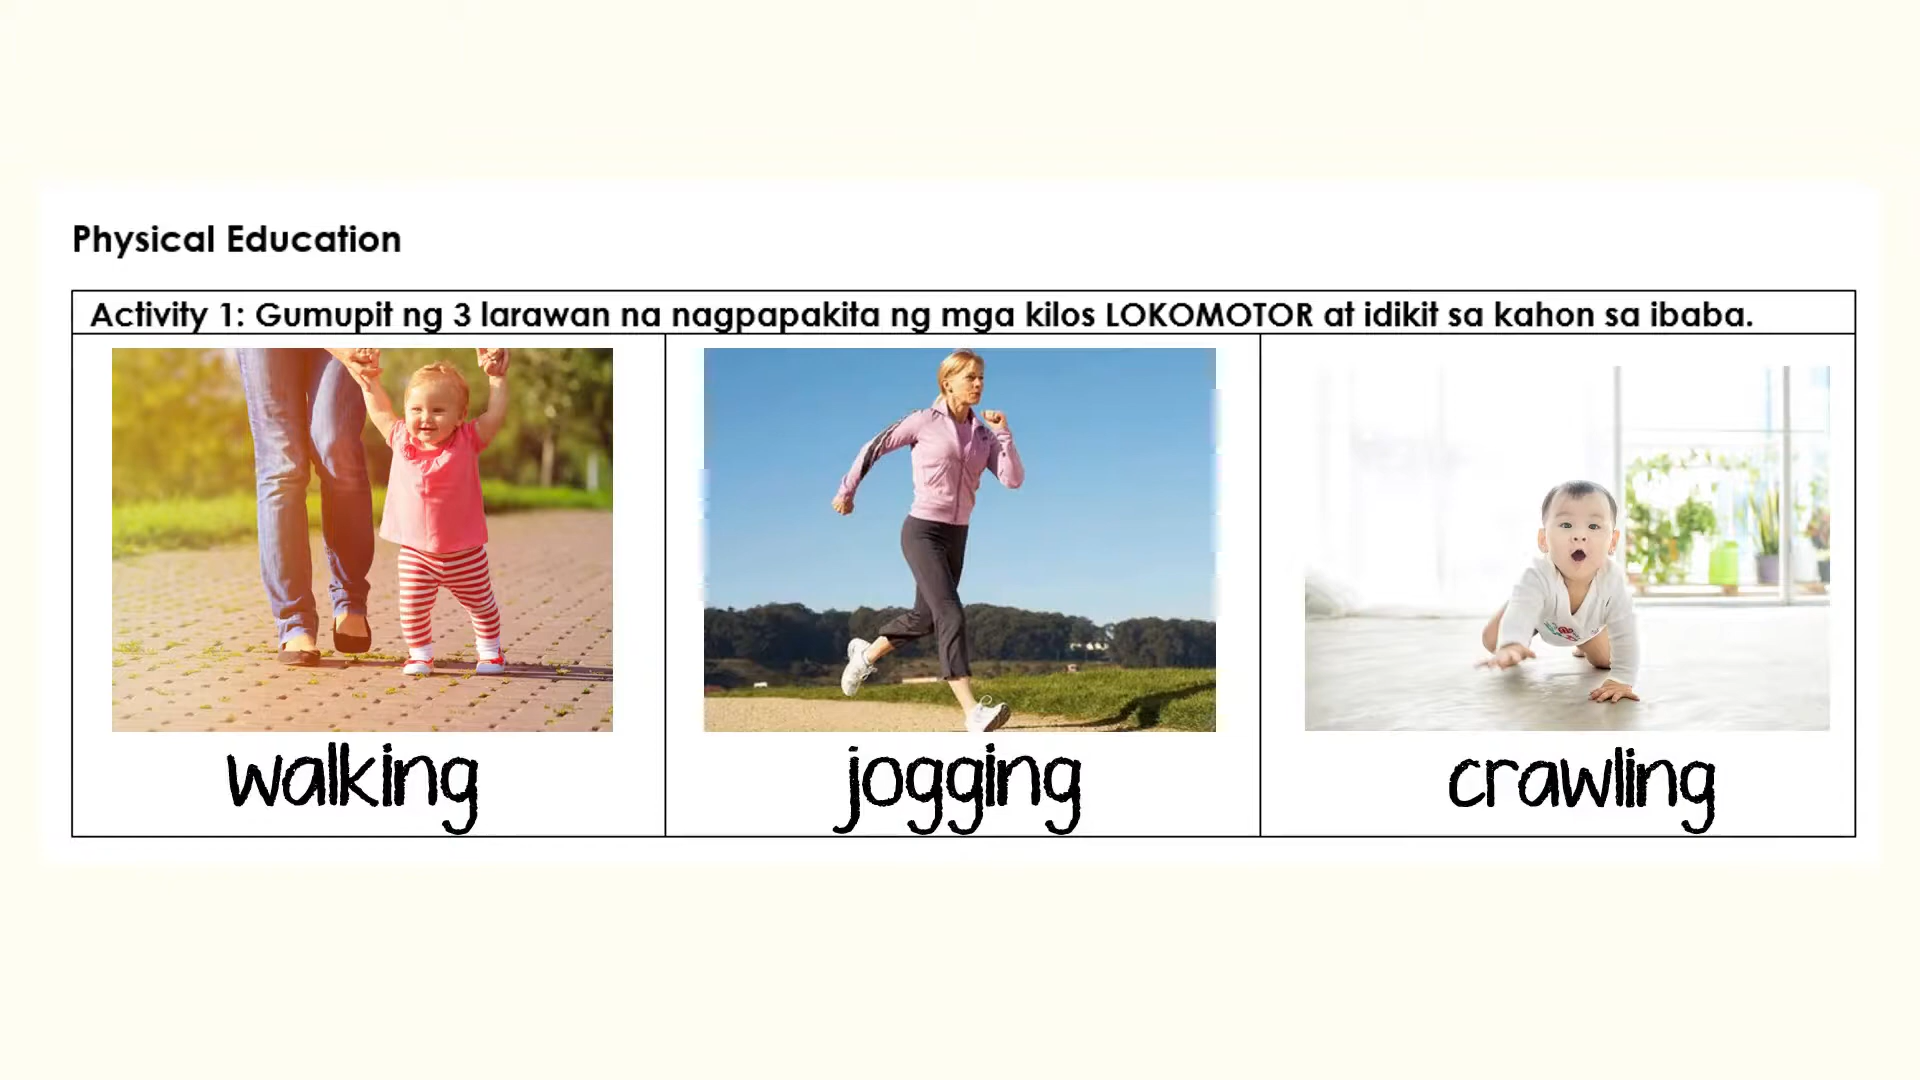 Physical Education
Activity 1: Gumupit ng 3 larawan na nagpapakita ng mga kilos LOKOMOTOR at idikit sa kahon sa ibaba.
walking
jogging
crawling